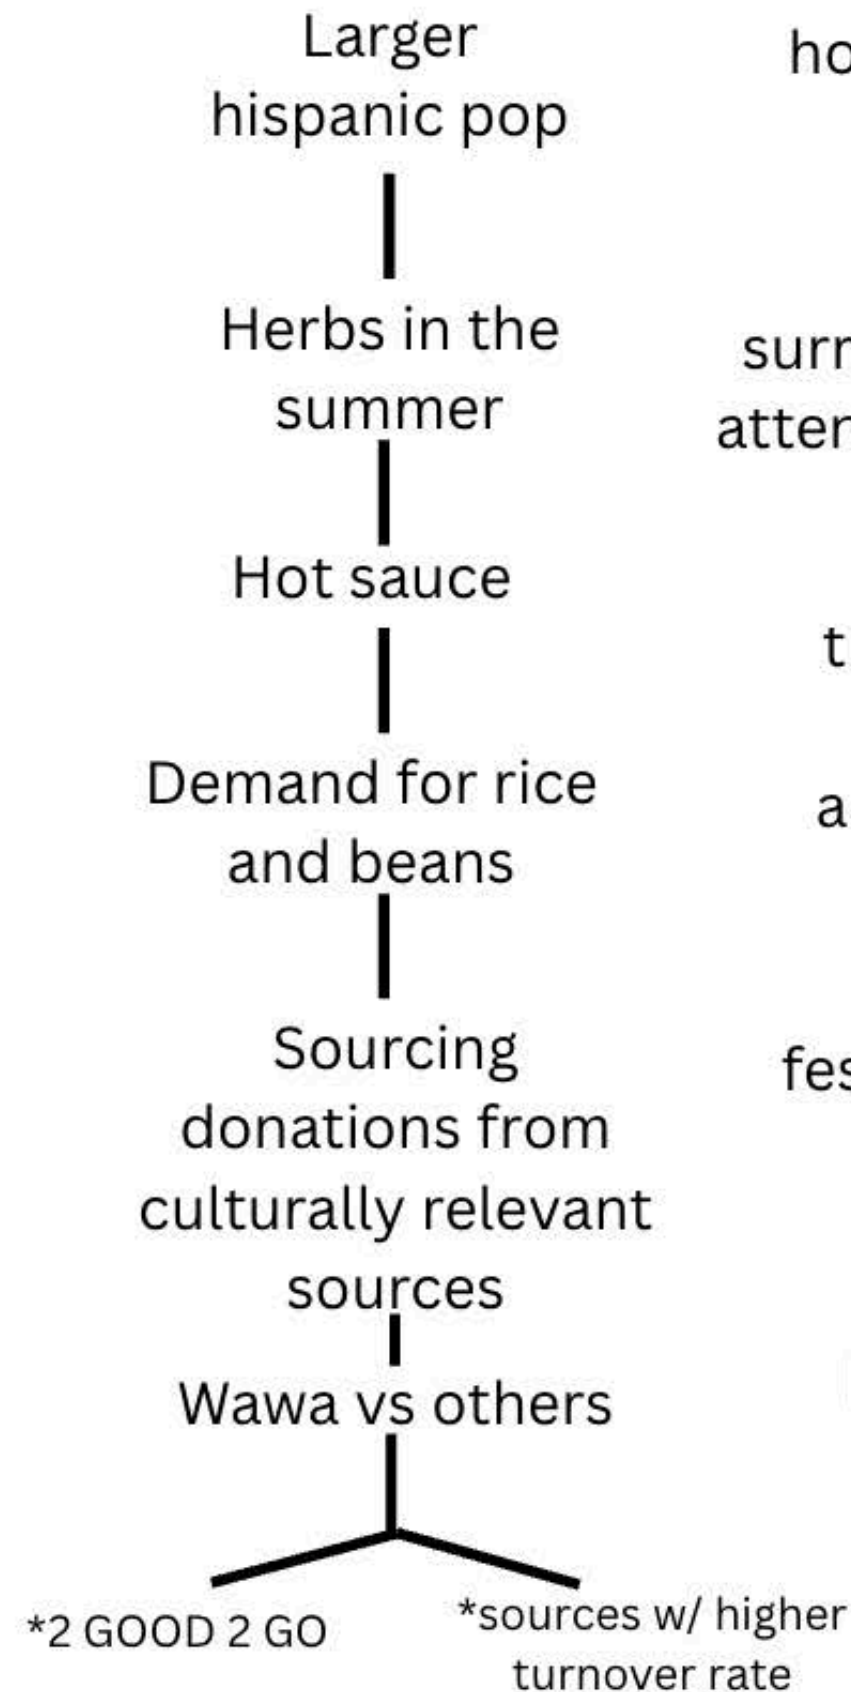 Larger
hispanic pop
Herbs in the
summer
Hot sauce
Demand for rice
and beans
Sourcing
donations from
culturally relevant
sources
Wawa vs others
*2 GOOD 2 GO
*sources w/ higher
turnover rate